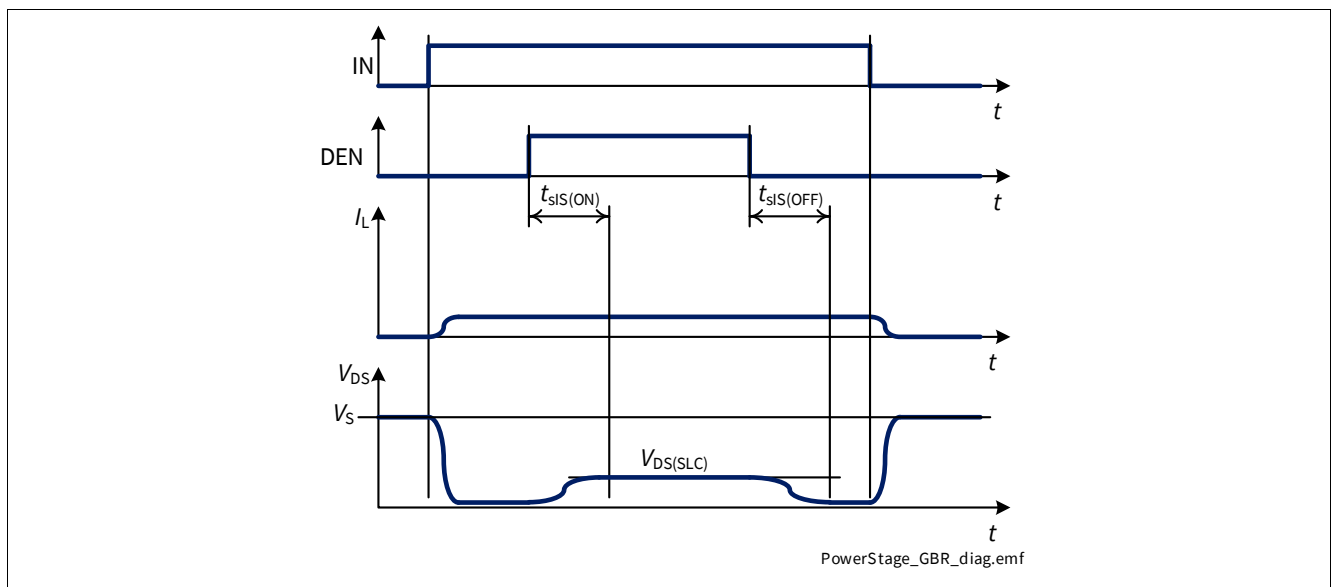 IN
t
DEN
t
tsIS(ON) tsIS(OFF)
IL
t
VDS
VS
VDS(SLC)
t
PowerStage_GBR_diag.emf